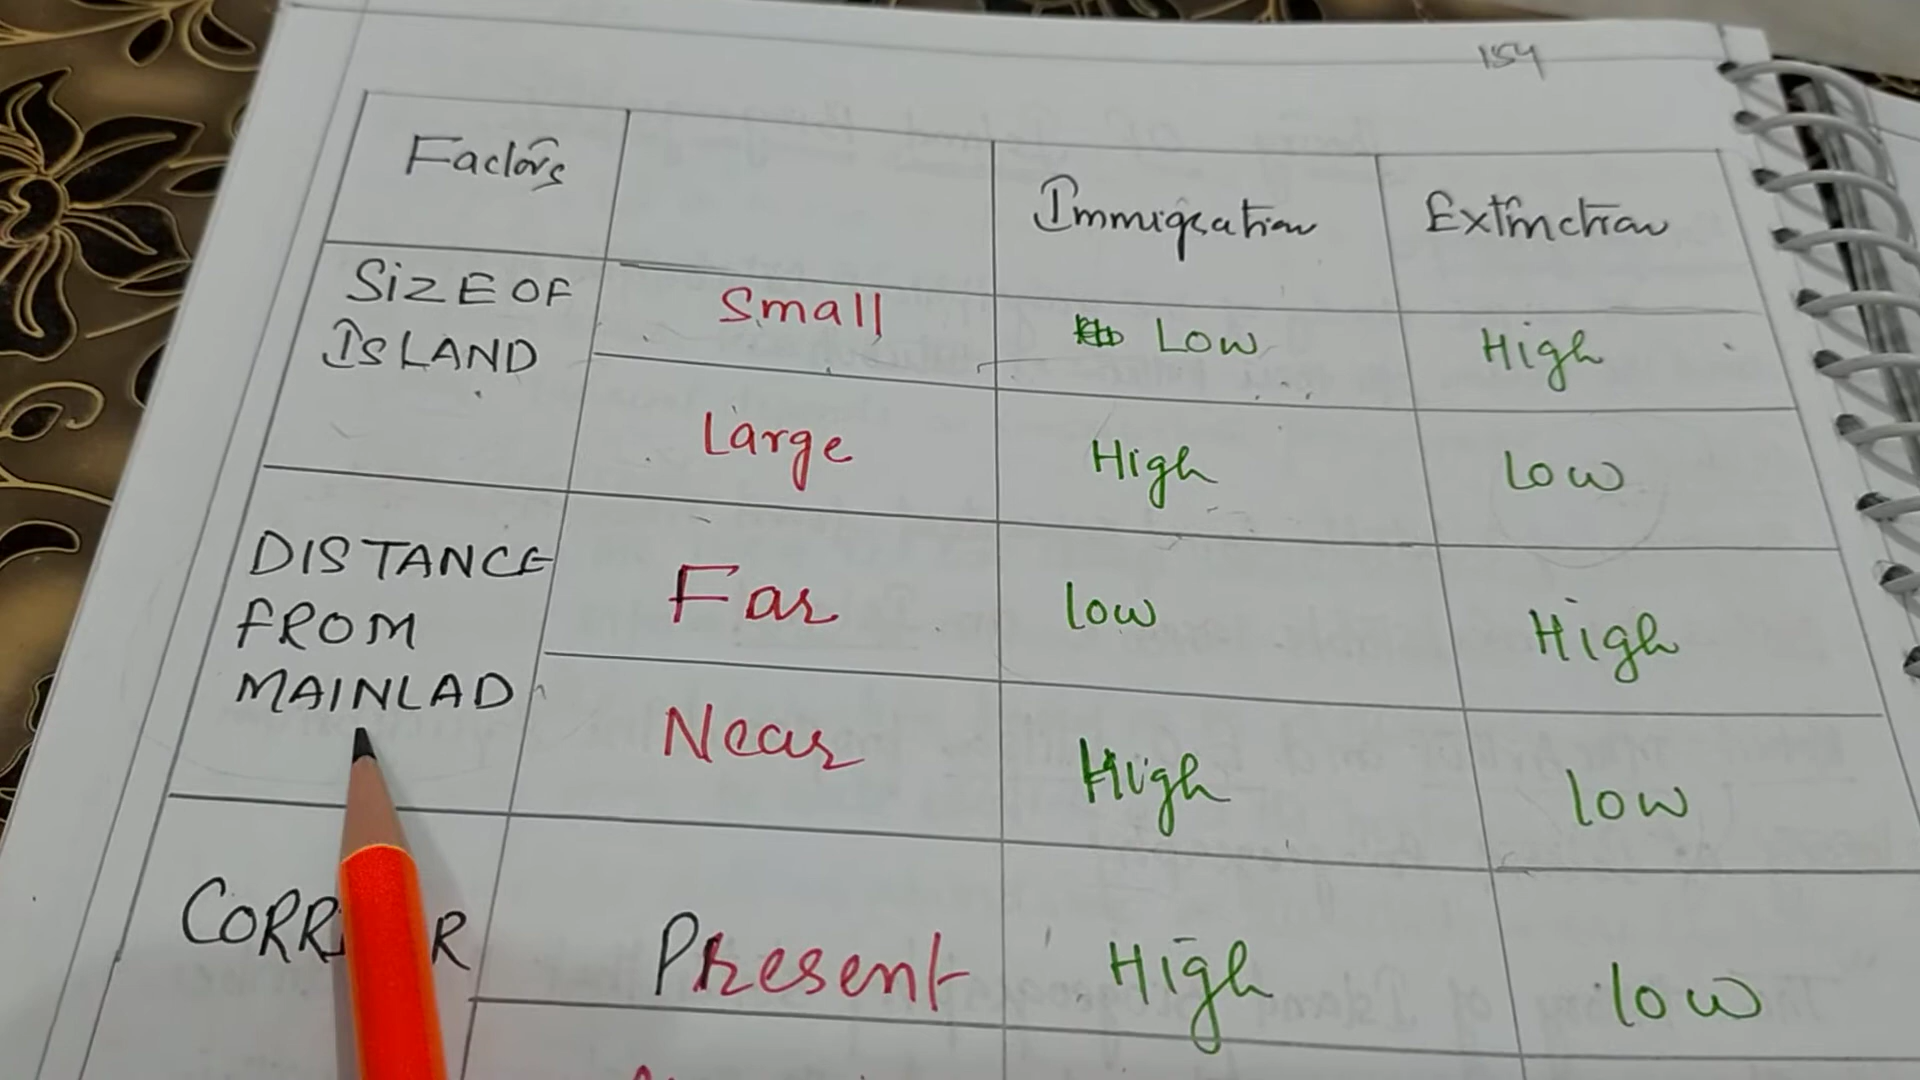 154
Factors
Immigration
Extinction
SIZE OF
ISLAND
Small
Low
High
Large
High
Low
DISTANCE
FROM
MAINLAD
Far
low
High
Near
High
low
Present
High
low